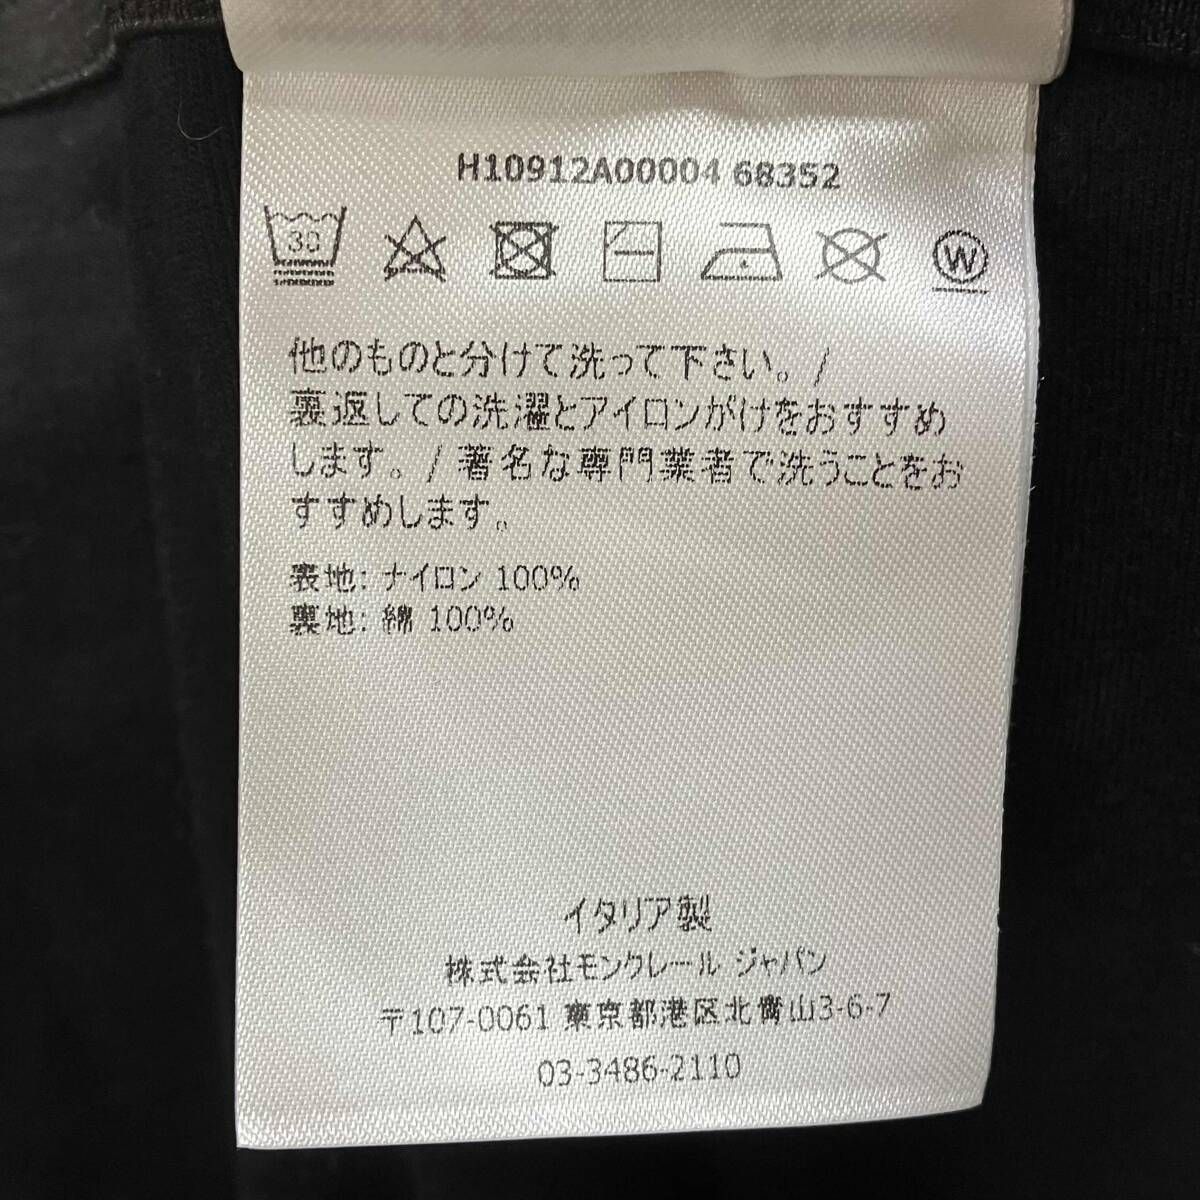 H10912A00004 68352
30
W
他のものと分けて洗って下さい。/
裏返しての洗濯とアイロンがけをおすすめ
します。/ 著名な専門業者で洗うことをお
すすめします。
表地: ナイロン 100%
裏地: 綿 100%
イタリア製
株式会社モンクレール ジャパン
〒107-0061 東京都港区北青山3-6-7
03-3486-2110